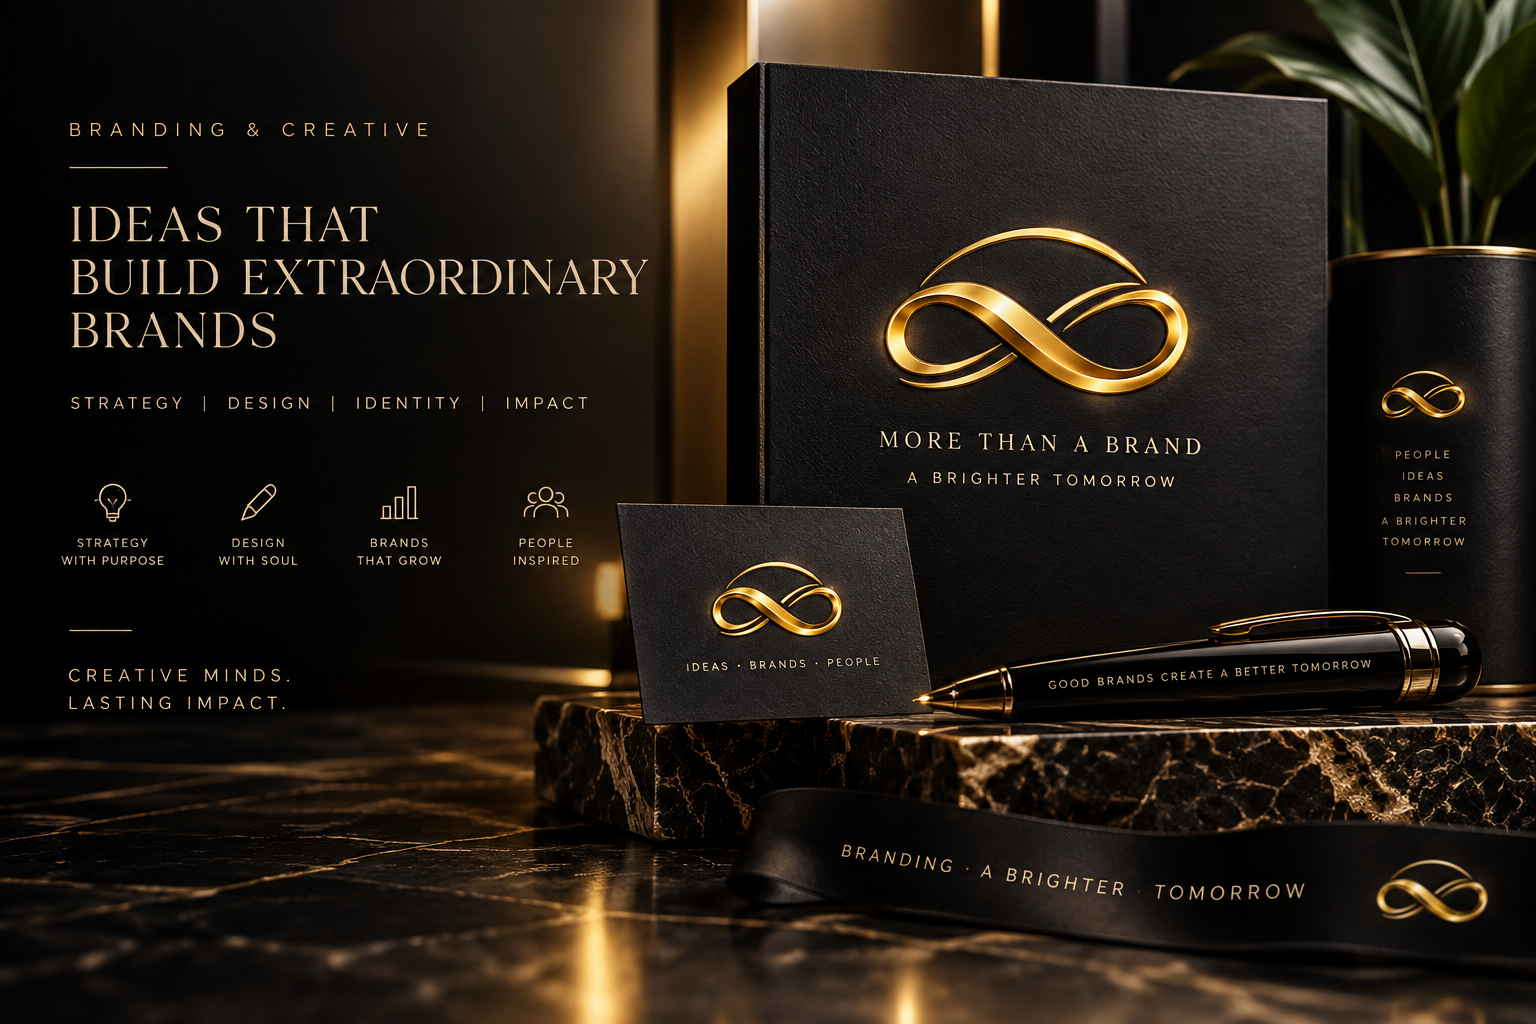 BRANDING & CREATIVE
IDEAS THAT
BUILD EXTRAORDINARY
BRANDS
STRATEGY | DESIGN | IDENTITY | IMPACT
STRATEGY
WITH PURPOSE
DESIGN
WITH SOUL
BRANDS
THAT GROW
PEOPLE
INSPIRED
CREATIVE MINDS.
LASTING IMPACT.
MORE THAN A BRAND
A BRIGHTER TOMORROW
IDEAS · BRANDS · PEOPLE
GOOD BRANDS CREATE A BETTER TOMORROW
PEOPLE
IDEAS
BRANDS
A BRIGHTER
TOMORROW
BRANDING · A BRIGHTER · TOMORROW